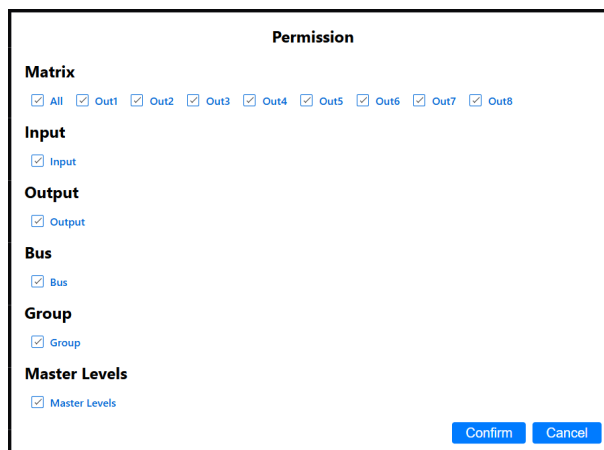 Permission
Matrix
All Out1 Out2 Out3 Out4 Out5 Out6 Out7 Out8
Input
Input
Output
Output
Bus
Bus
Group
Group
Master Levels
Master Levels
Confirm Cancel